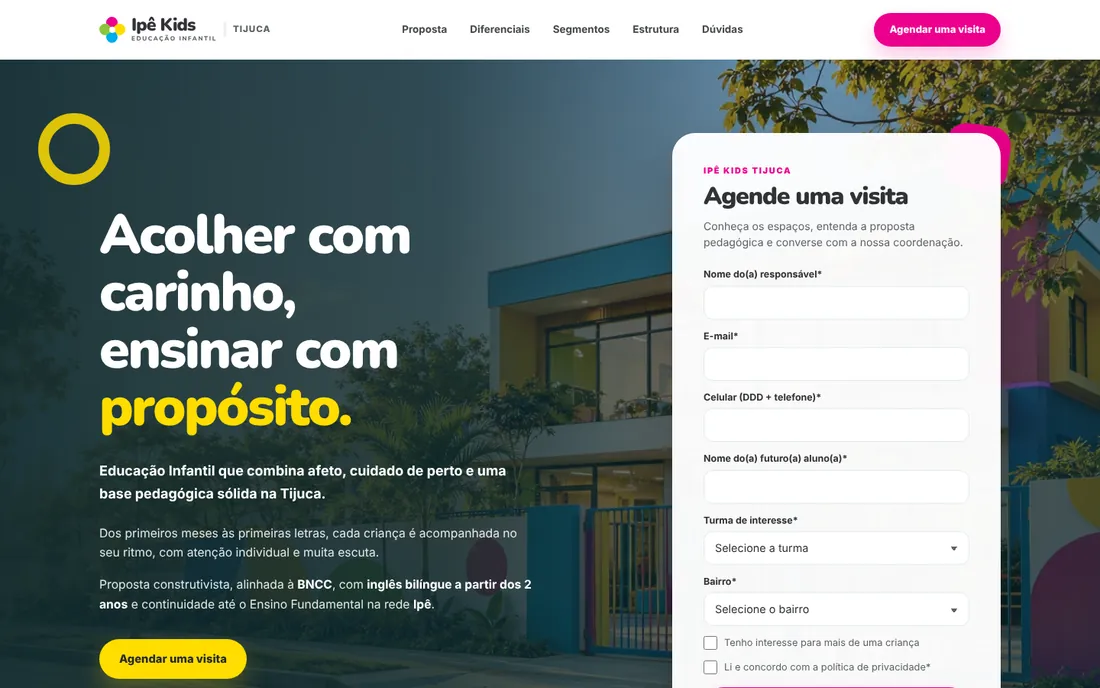 Ipê Kids
EDUCAÇÃO INFANTIL
TIJUCA
Proposta
Diferenciais
Segmentos
Estrutura
Dúvidas
Agendar uma visita
Acolher com
carinho,
ensinar com
propósito.
Educação Infantil que combina afeto, cuidado de perto e uma
base pedagógica sólida na Tijuca.
Dos primeiros meses às primeiras letras, cada criança é acompanhada no
seu ritmo, com atenção individual e muita escuta.
Proposta construtivista, alinhada à BNCC, com inglês bilíngue a partir dos 2
anos e continuidade até o Ensino Fundamental na rede Ipê.
Agendar uma visita
IPÊ KIDS TIJUCA
Agende uma visita
Conheça os espaços, entenda a proposta
pedagógica e converse com a nossa coordenação.
Nome do(a) responsável*
E-mail*
Celular (DDD + telefone)*
Nome do(a) futuro(a) aluno(a)*
Turma de interesse*
Selecione a turma
Bairro*
Selecione o bairro
Tenho interesse para mais de uma criança
Li e concordo com a política de privacidade*